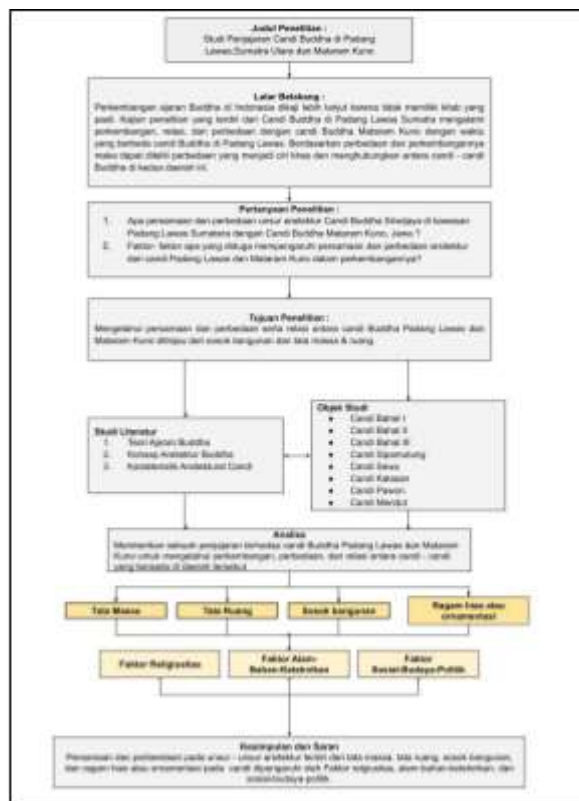 Judul Penelitian :
Studi Penjajaran Candi Buddha di Padang
Lawas,Sumatra Utara dan Mataram Kuno
Latar Belakang :
Perkembangan ajaran Buddha di Indonesia dikaji lebih lanjut karena tidak memiliki kitab yang
pasti. Kajian penelitian yang terdiri dari Candi Buddha di Padang Lawas Sumatra mengalami
perkembangan, relasi, dan perbedaan dengan candi Buddha Mataram Kuno dengan waktu
yang berbeda candi Buddha di Padang Lawas. Berdasarkan perbedaan dan perkembangannya
maka dapat diteliti perbedaan yang menjadi ciri khas dan menghubungkan antara candi - candi
Buddha di kedua daerah ini.
Pertanyaan Penelitian :
1. Apa persamaan dan perbedaan unsur arsitektur Candi Buddha Sriwijaya di kawasan
Padang Lawas Sumatera dengan Candi Buddha Mataram Kuno, Jawa ?
2. Faktor- faktor apa yang diduga mempengaruhi persamaan dan perbedaan arsitektur
dari candi Padang Lawas dan Mataram Kuno dalam perkembangannya?
Tujuan Penelitian :
Mengetahui persamaan dan perbedaan serta relasi antara candi Buddha Padang Lawas dan
Mataram Kuno ditinjau dari sosok bangunan dan tata massa & ruang.
Studi Literatur
1. Teori Ajaran Buddha
2. Konsep Arsitektur Buddha
3. Karakteristik Arsitektural Candi
Objek Studi
● Candi Bahal I
● Candi Bahal II
● Candi Bahal III
● Candi Sipamutung
● Candi Sewu
● Candi Kalasan
● Candi Pawon
● Candi Mendut
Analisa
Memberikan sebuah penjajaran terhadap candi Buddha Padang Lawas dan Mataram
Kuno untuk mengetahui perkembangan, perbedaan, dan relasi antara candi - candi
yang berada di daerah tersebut
Tata Massa
Tata Ruang
Sosok bangunan
Ragam hias atau
ornamentasi
Faktor Religiusitas
Faktor Alam-
Bahan-Keteknikan
Faktor
Sosial-Budaya-Politik
Kesimpulan dan Saran
Persamaan dan perbedaan pada unsur - unsur arsitektur terdiri dari tata massa, tata ruang, sosok bangunan,
dan ragam hias atau ornamentasi pada candi dipengaruhi oleh Faktor religiusitas, alam-bahan-keteknikan, dan
sosial-budaya-politik.